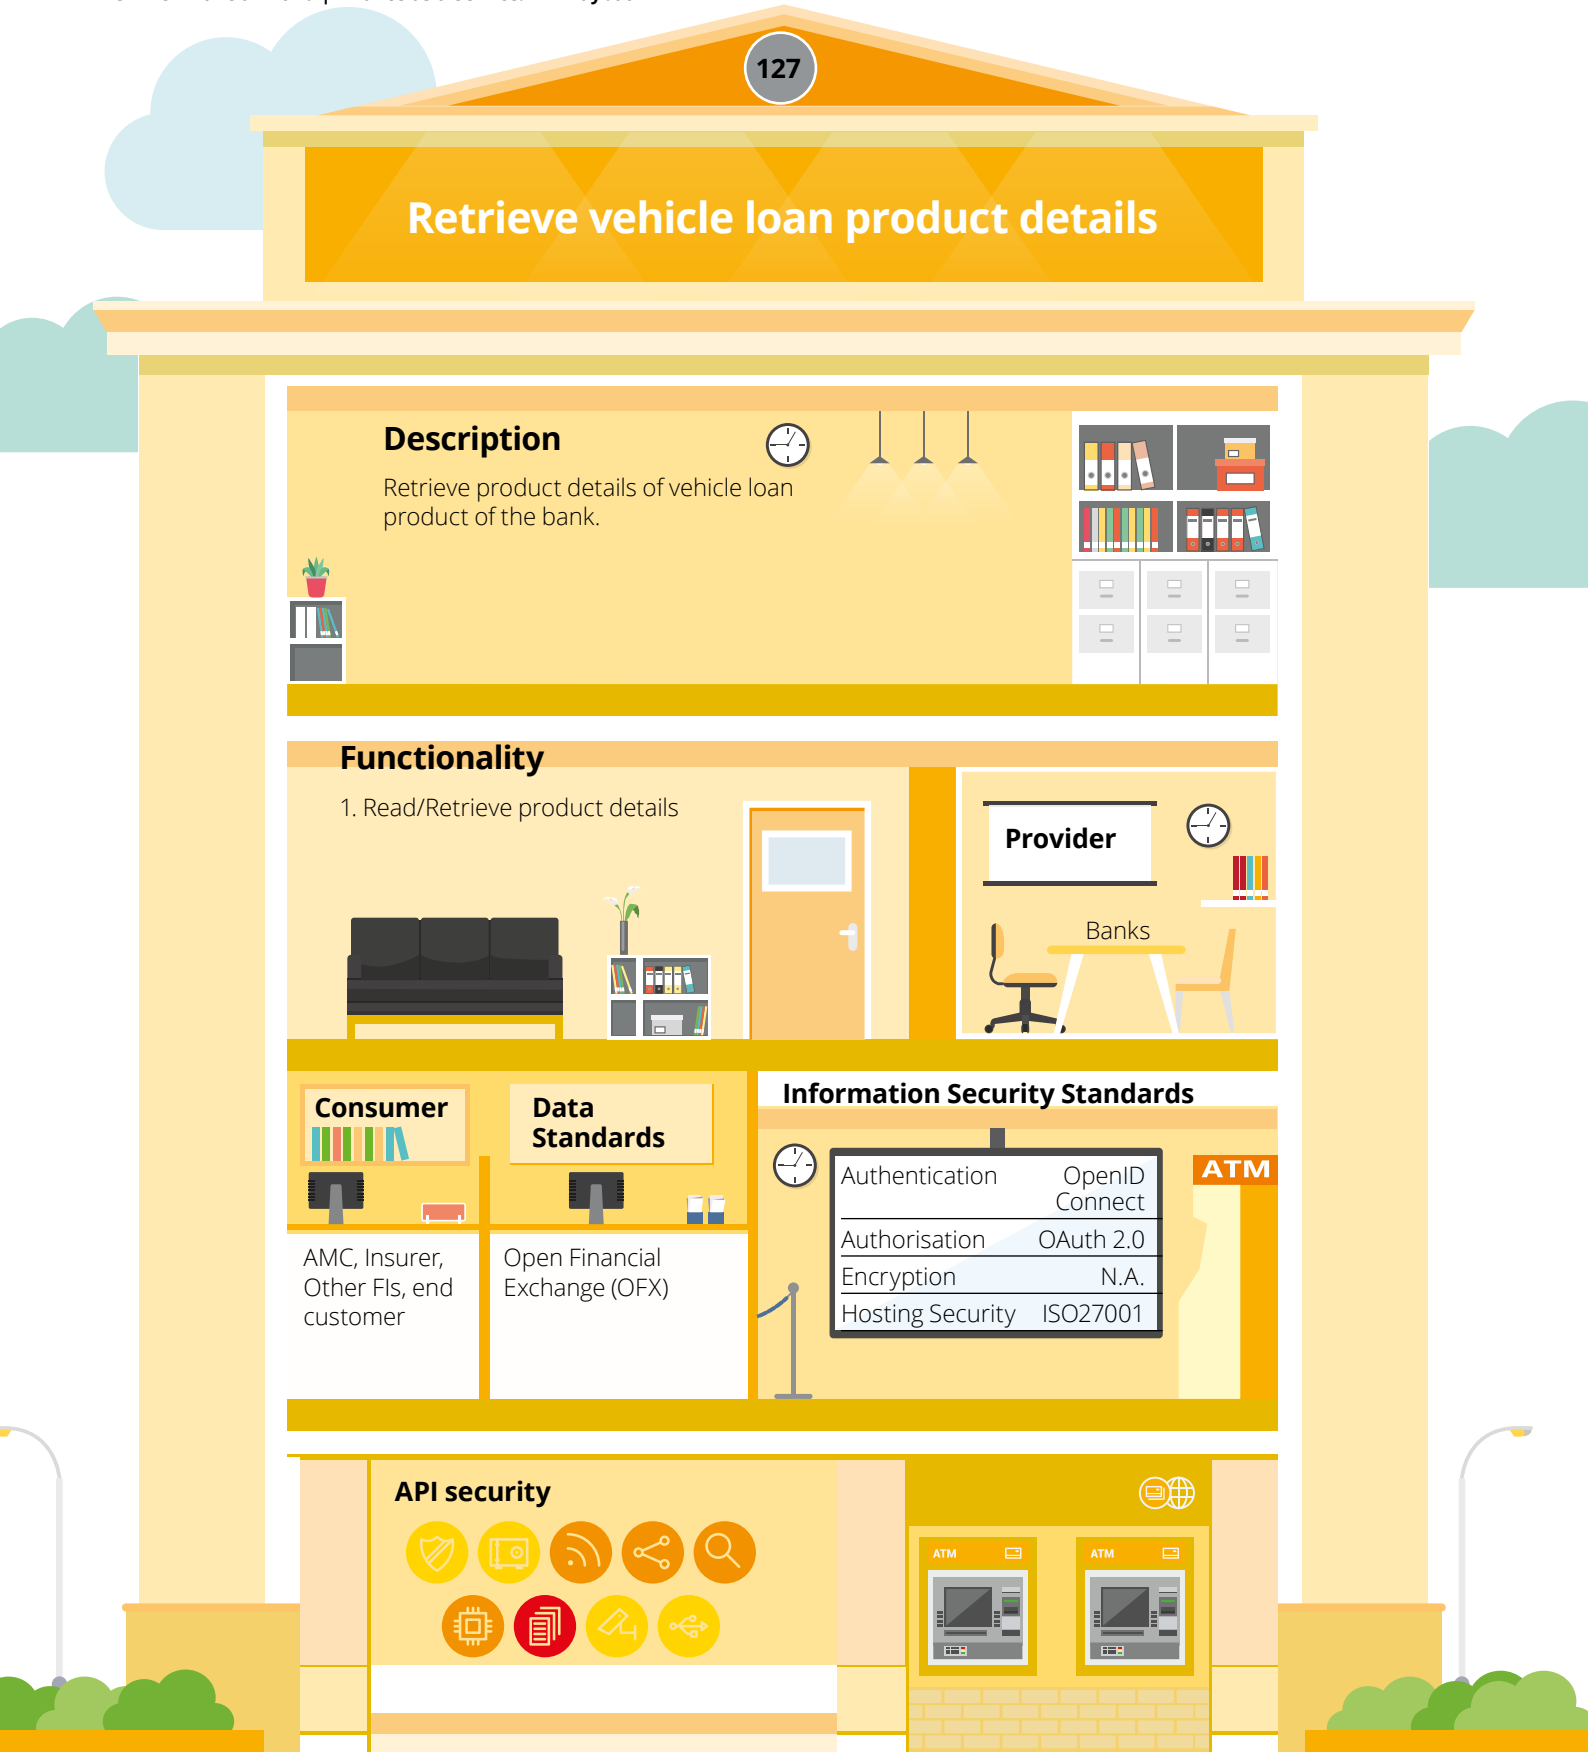 127
Retrieve vehicle loan product details
Description
Retrieve product details of vehicle loan
product of the bank.
Functionality
1. Read/Retrieve product details
Provider
Banks
Consumer
AMC, Insurer,
Other FIs, end
customer
Data
Standards
Open Financial
Exchange (OFX)
Information Security Standards
Authentication OpenID
Connect
Authorisation OAuth 2.0
Encryption N.A.
Hosting Security ISO27001
ATM
API security
ATM
ATM